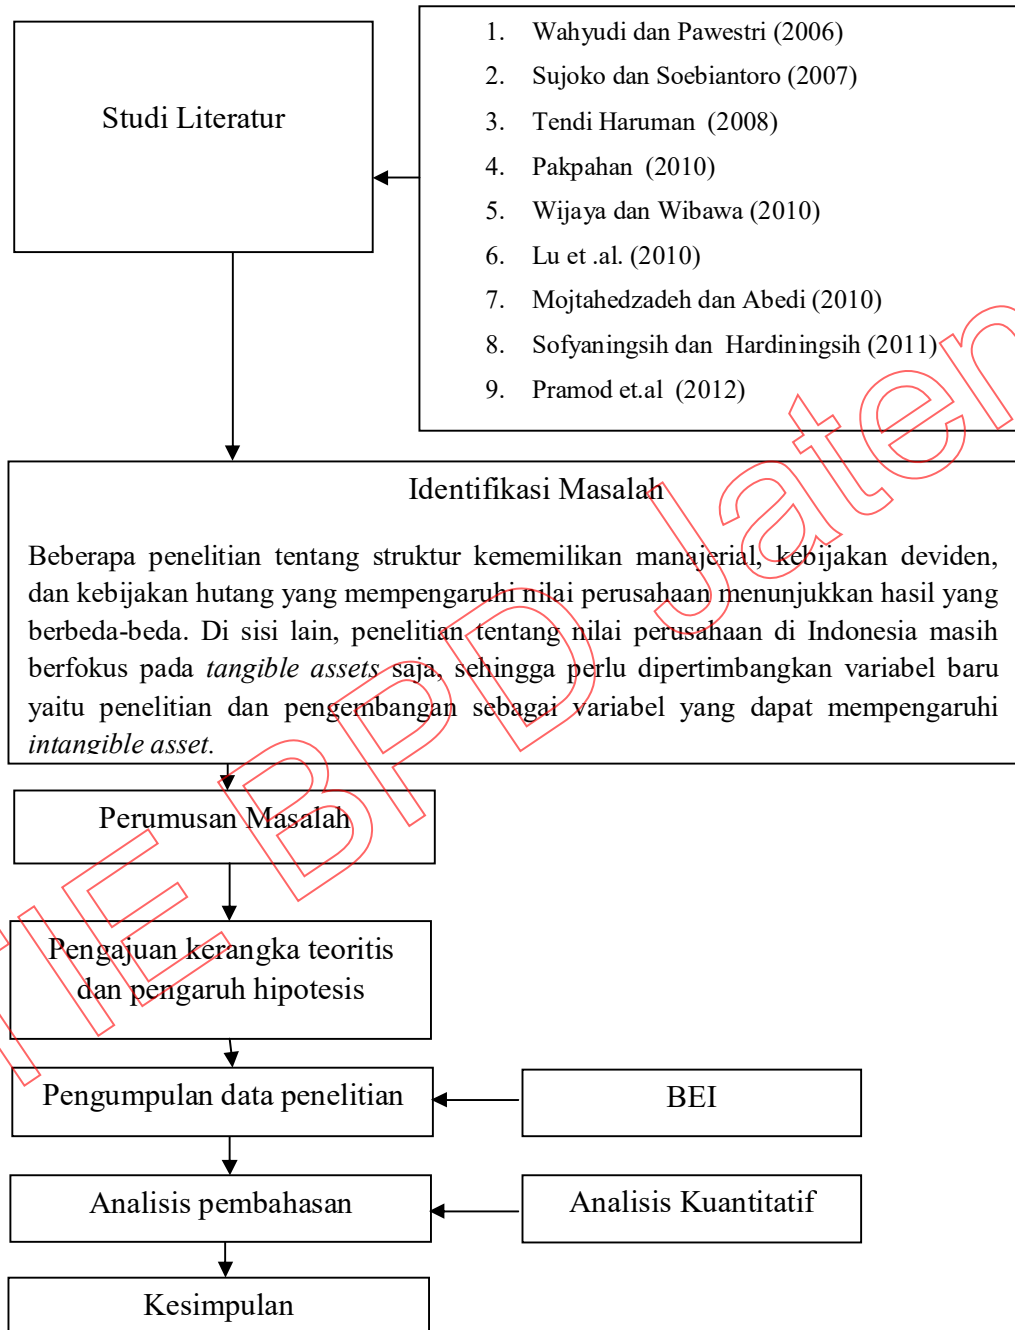 Studi Literatur
1. Wahyudi dan Pawestri (2006)
2. Sujoko dan Soebiantoro (2007)
3. Tendi Haruman (2008)
4. Pakpahan (2010)
5. Wijaya dan Wibawa (2010)
6. Lu et .al. (2010)
7. Mojtahedzadeh dan Abedi (2010)
8. Sofyaningsih dan Hardiningsih (2011)
9. Pramod et.al (2012)
Identifikasi Masalah
Beberapa penelitian tentang struktur kememilikan manajerial, kebijakan deviden,
dan kebijakan hutang yang mempengaruhi nilai perusahaan menunjukkan hasil yang
berbeda-beda. Di sisi lain, penelitian tentang nilai perusahaan di Indonesia masih
berfokus pada tangible assets saja, sehingga perlu dipertimbangkan variabel baru
yaitu penelitian dan pengembangan sebagai variabel yang dapat mempengaruhi
intangible asset.
Perumusan Masalah
Pengajuan kerangka teoritis
dan pengaruh hipotesis
Pengumpulan data penelitian
BEI
Analisis pembahasan
Analisis Kuantitatif
Kesimpulan
TIE BPD Jaten